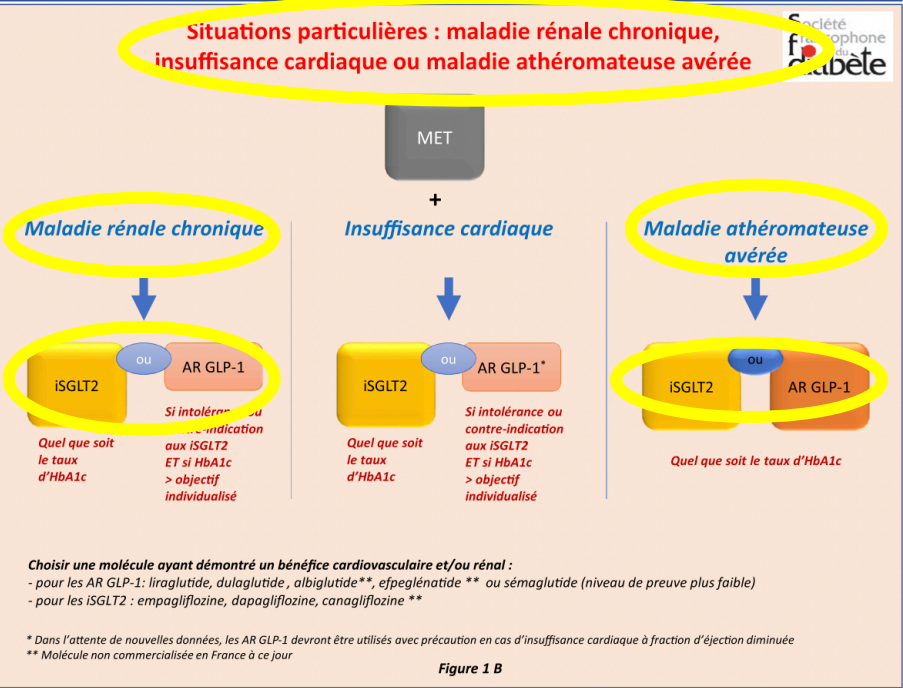 Situations particulières : maladie rénale chronique,
insuffisance cardiaque ou maladie athéromateuse avérée
Société
francophone
du
diabète
MET
+
Maladie rénale chronique
ou
iSGLT2
AR GLP-1
Quel que soit
le taux
d’HbA1c
Si intolérance ou
contre-indication
aux iSGLT2
ET si HbA1c
> objectif
individualisé
Insuffisance cardiaque
ou
iSGLT2
AR GLP-1*
Quel que soit
le taux
d’HbA1c
Si intolérance ou
contre-indication
aux iSGLT2
ET si HbA1c
> objectif
individualisé
Maladie athéromateuse
avérée
ou
iSGLT2
AR GLP-1
Quel que soit le taux d’HbA1c
Choisir une molécule ayant démontré un bénéfice cardiovasculaire et/ou rénal :
- pour les AR GLP-1: liraglutide, dulaglutide , albiglutide**, efpeglénatide ** ou sémaglutide (niveau de preuve plus faible)
- pour les iSGLT2 : empagliflozine, dapagliflozine, canagliflozine **
* Dans l’attente de nouvelles données, les AR GLP-1 devront être utilisés avec précaution en cas d’insuffisance cardiaque à fraction d’éjection diminuée
** Molécule non commercialisée en France à ce jour
Figure 1 B